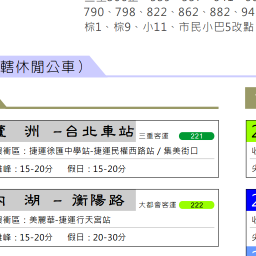 790、798、822、862、882、94
棕1、棕9、小11、市民小巴5改點
轄休閒公車）
蘆 洲 -台北車站 三重客運 221
衝區：捷運徐匯中學站-捷運民權西路站／集美街口
峰：15-20分 假日：15-20分
內 湖 -衡陽路 大都會客運 222
衝區：美麗華-捷運行天宮站
峰：15-20分 假日：20-30分